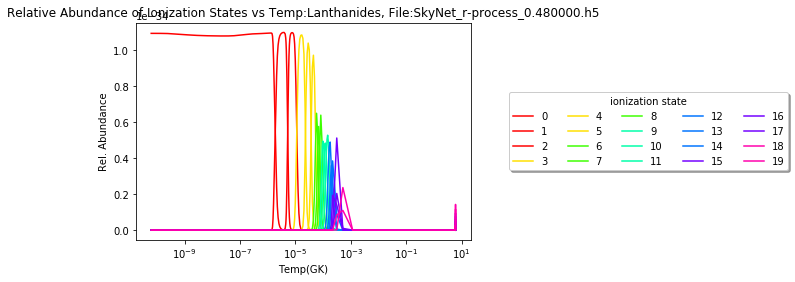 Relative Abundance of Ionization States vs Temp:Lanthanides, File:SkyNet_r-process_0.480000.h5
1e−34
1.0
0.8
0.6
0.4
0.2
0.0
Rel. Abundance
10⁻⁹ 10⁻⁷ 10⁻⁵ 10⁻³ 10⁻¹ 10¹
Temp(GK)
ionization state
0 4 8 12 16
1 5 9 13 17
2 6 10 14 18
3 7 11 15 19